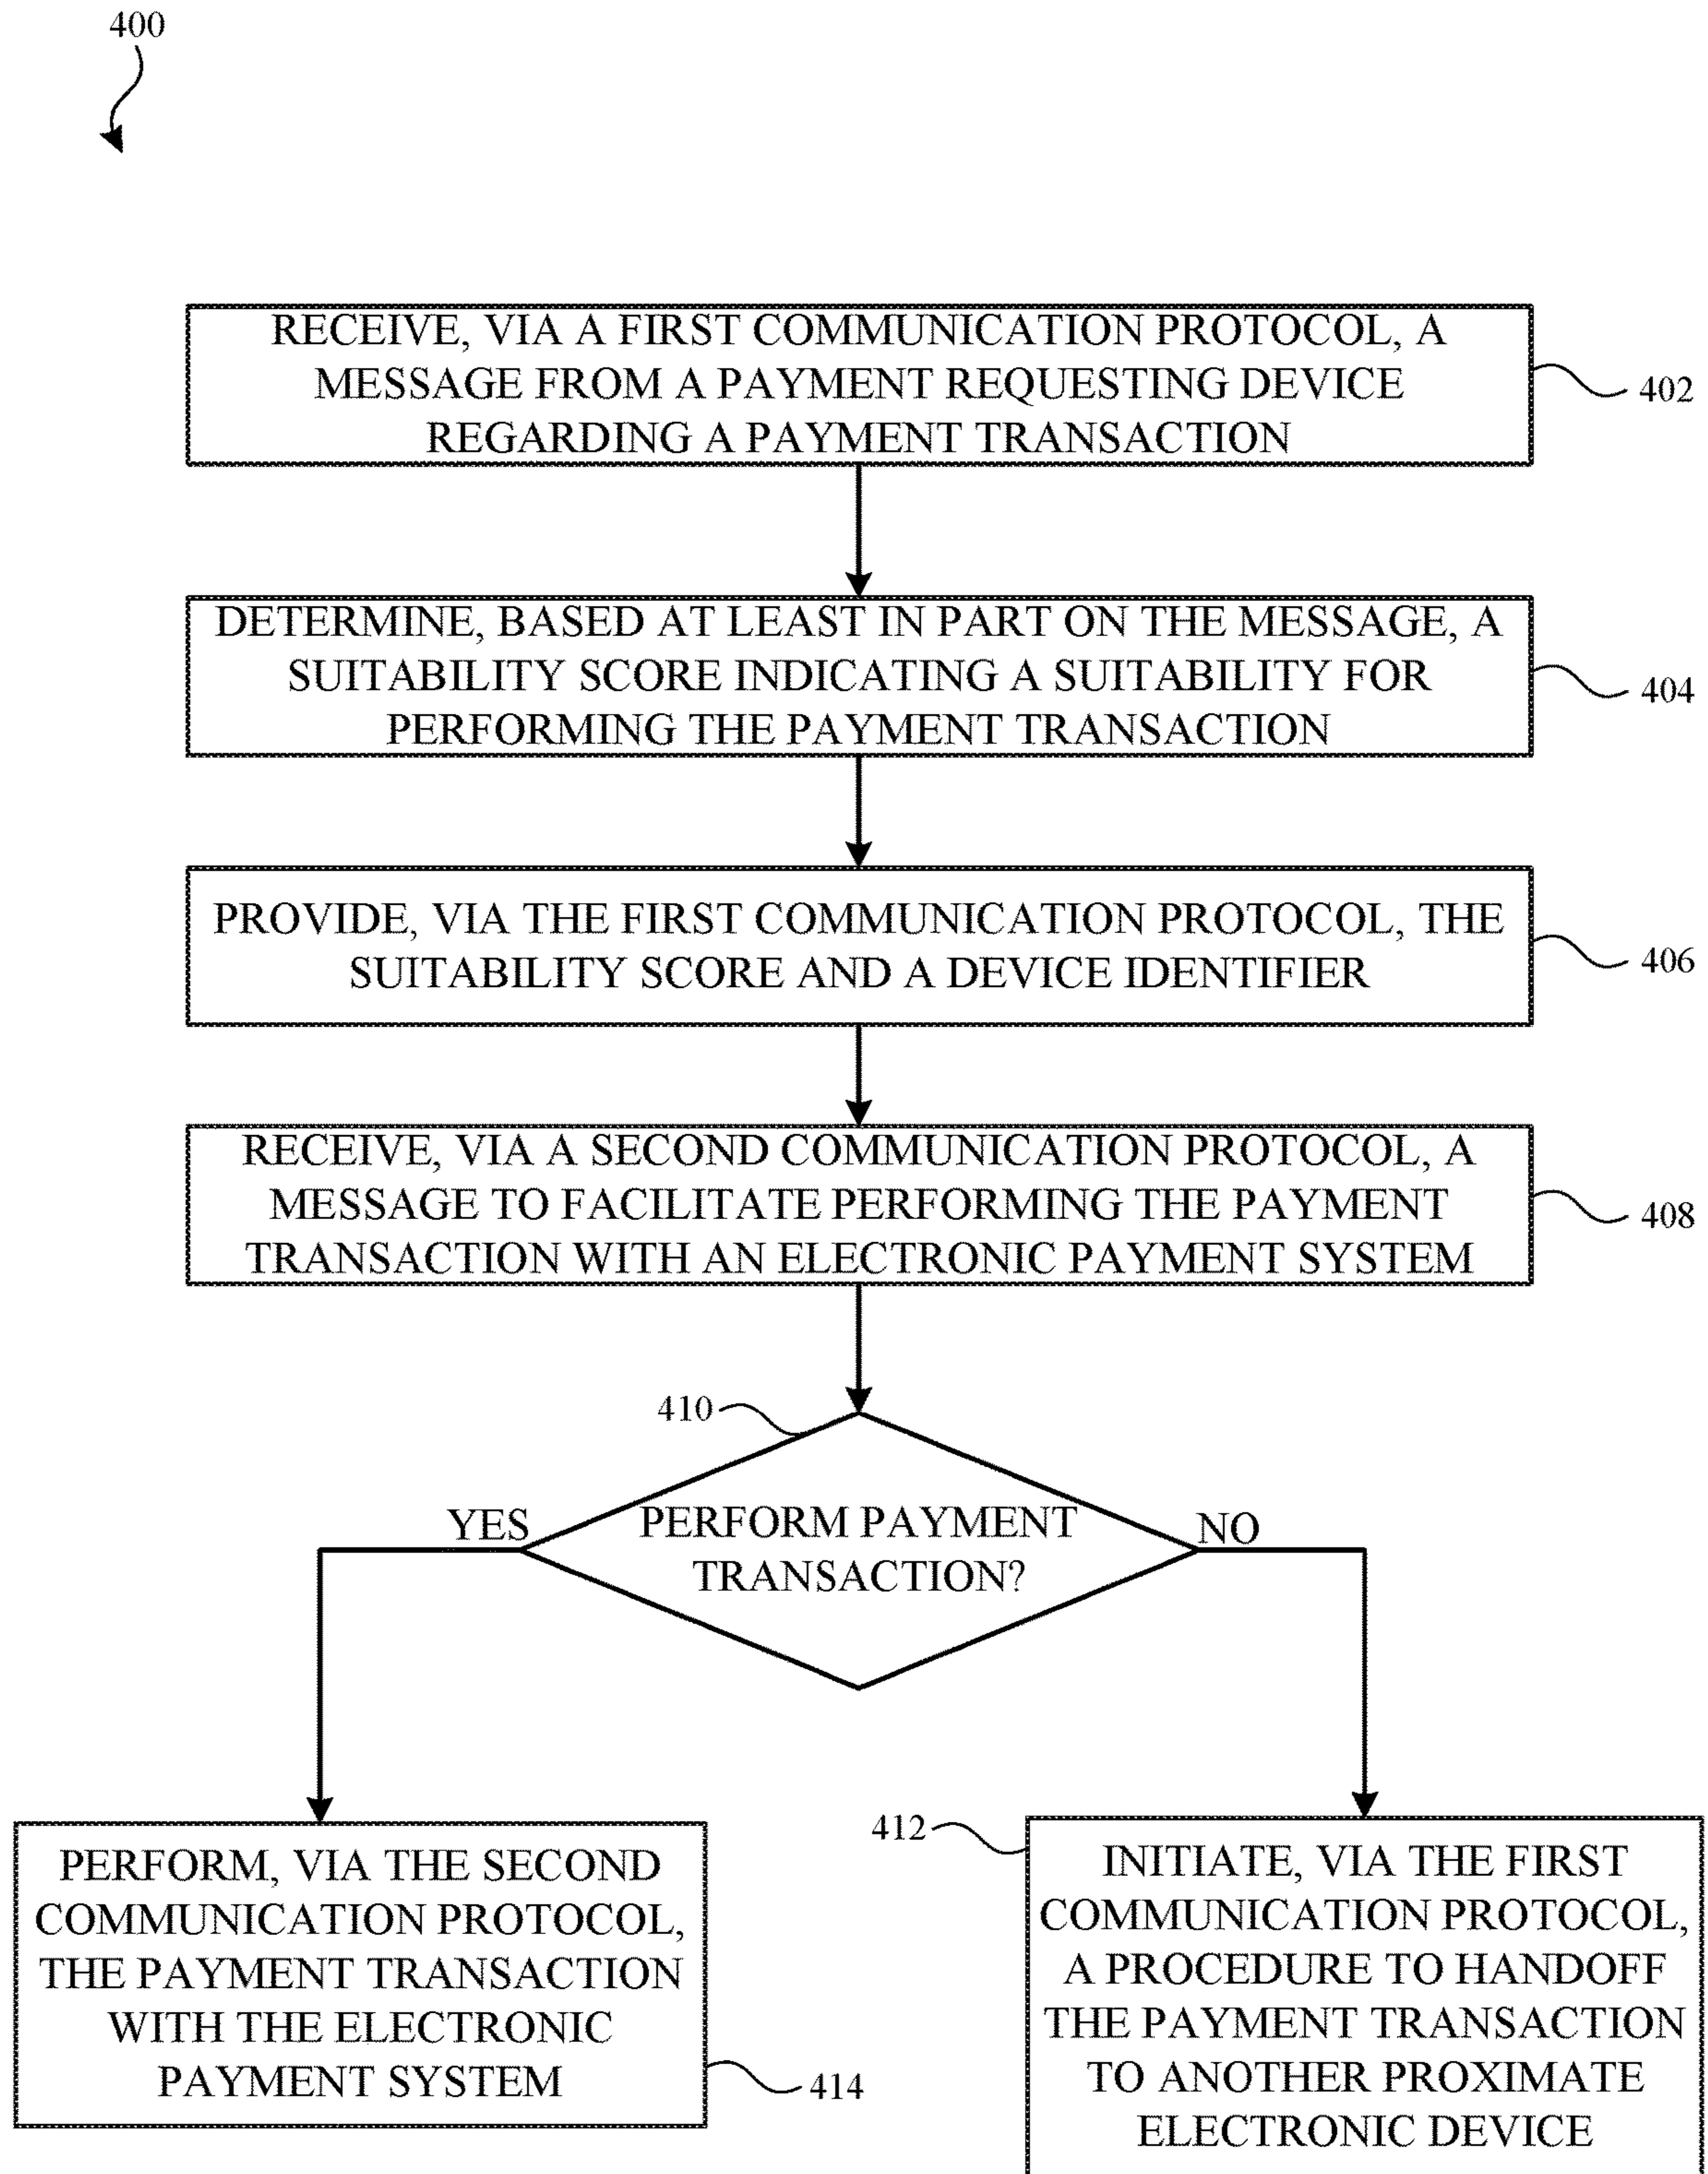 400
RECEIVE, VIA A FIRST COMMUNICATION PROTOCOL, A
MESSAGE FROM A PAYMENT REQUESTING DEVICE
REGARDING A PAYMENT TRANSACTION
402
DETERMINE, BASED AT LEAST IN PART ON THE MESSAGE, A
SUITABILITY SCORE INDICATING A SUITABILITY FOR
PERFORMING THE PAYMENT TRANSACTION
404
PROVIDE, VIA THE FIRST COMMUNICATION PROTOCOL, THE
SUITABILITY SCORE AND A DEVICE IDENTIFIER
406
RECEIVE, VIA A SECOND COMMUNICATION PROTOCOL, A
MESSAGE TO FACILITATE PERFORMING THE PAYMENT
TRANSACTION WITH AN ELECTRONIC PAYMENT SYSTEM
408
410
YES
PERFORM PAYMENT
TRANSACTION?
NO
PERFORM, VIA THE SECOND
COMMUNICATION PROTOCOL,
THE PAYMENT TRANSACTION
WITH THE ELECTRONIC
PAYMENT SYSTEM
414
412
INITIATE, VIA THE FIRST
COMMUNICATION PROTOCOL,
A PROCEDURE TO HANDOFF
THE PAYMENT TRANSACTION
TO ANOTHER PROXIMATE
ELECTRONIC DEVICE